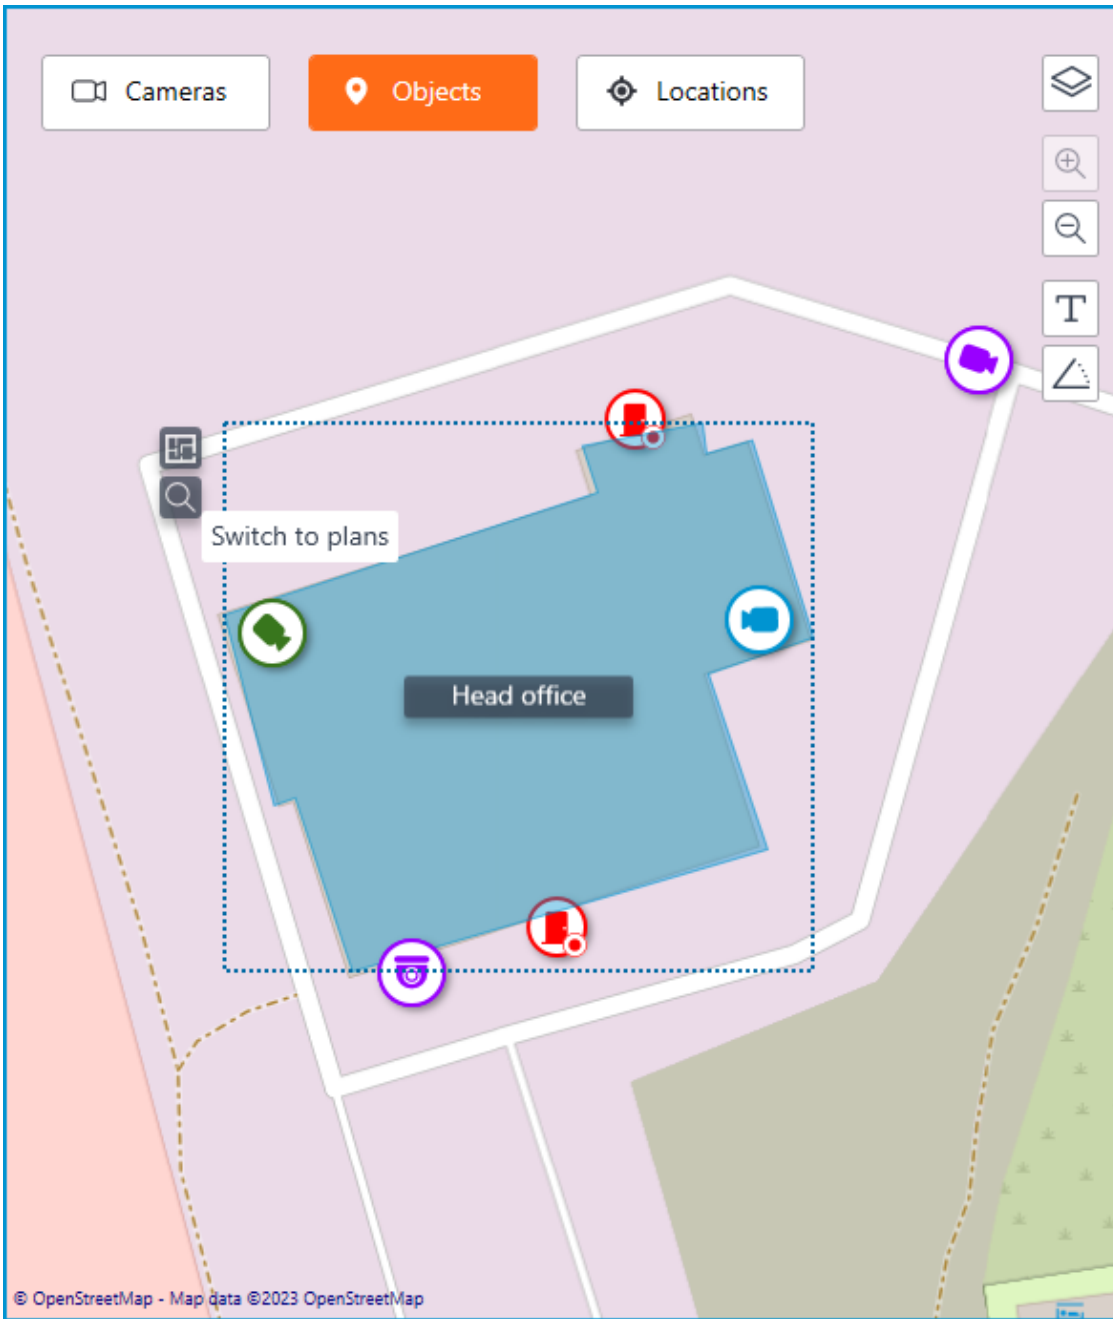 Cameras
Objects
Locations
T
Switch to plans
Head office
© OpenStreetMap - Map data ©2023 OpenStreetMap